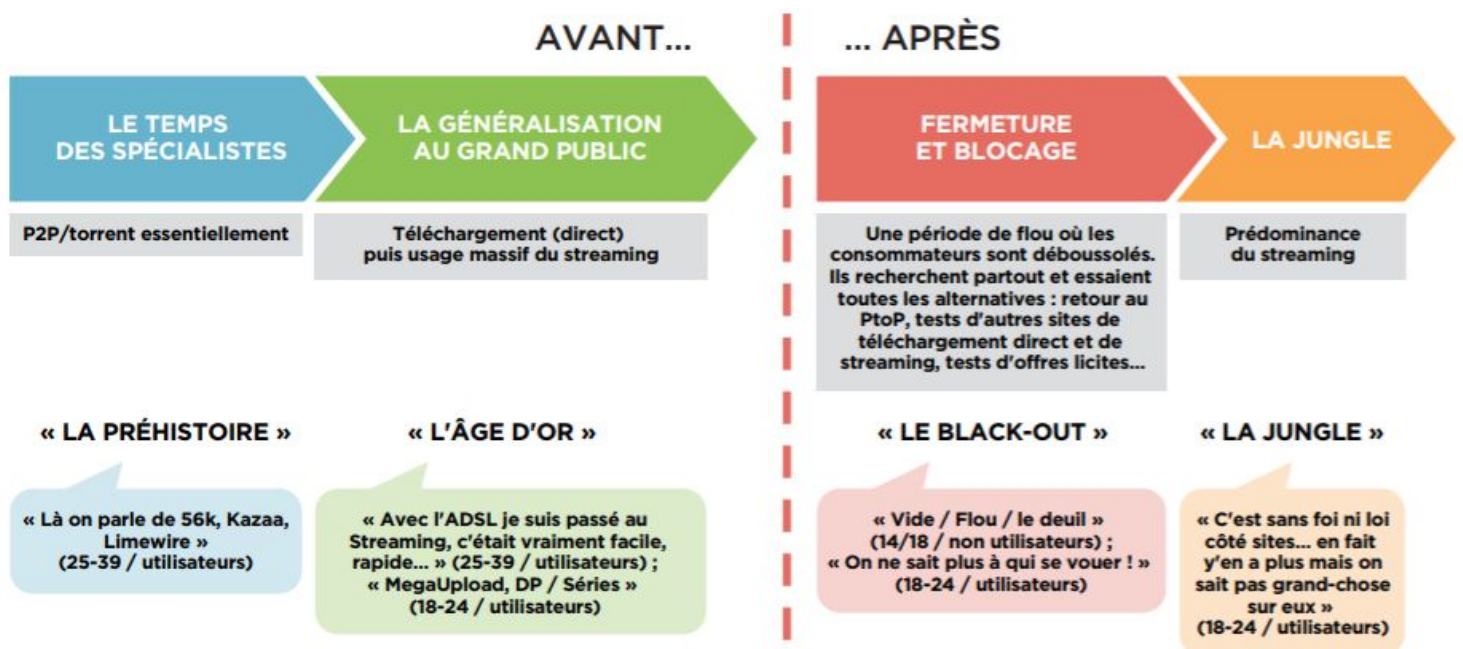 AVANT...
... APRÈS
LE TEMPS
DES SPÉCIALISTES
LA GÉNÉRALISATION
AU GRAND PUBLIC
FERMETURE
ET BLOCAGE
LA JUNGLE
P2P/torrent essentiellement
Téléchargement (direct)
puis usage massif du streaming
Une période de flou où les
consommateurs sont déboussolés.
Ils recherchent partout et essaient
toutes les alternatives : retour au
PtoP, tests d'autres sites de
téléchargement direct et de
streaming, tests d'offres licites...
Prédominance
du streaming
« LA PRÉHISTOIRE »
« L'ÂGE D'OR »
« LE BLACK-OUT »
« LA JUNGLE »
« Là on parle de 56k, Kazaa,
Limewire »
(25-39 / utilisateurs)
« Avec l'ADSL je suis passé au
Streaming, c'était vraiment facile,
rapide... » (25-39 / utilisateurs) ;
« MegaUpload, DP / Séries »
(18-24 / utilisateurs)
« Vide / Flou / le deuil »
(14/18 / non utilisateurs) ;
« On ne sait plus à qui se vouer ! »
(18-24 / utilisateurs)
« C'est sans foi ni loi
côté sites... en fait
y'en a plus mais on
sait pas grand-chose
sur eux »
(18-24 / utilisateurs)